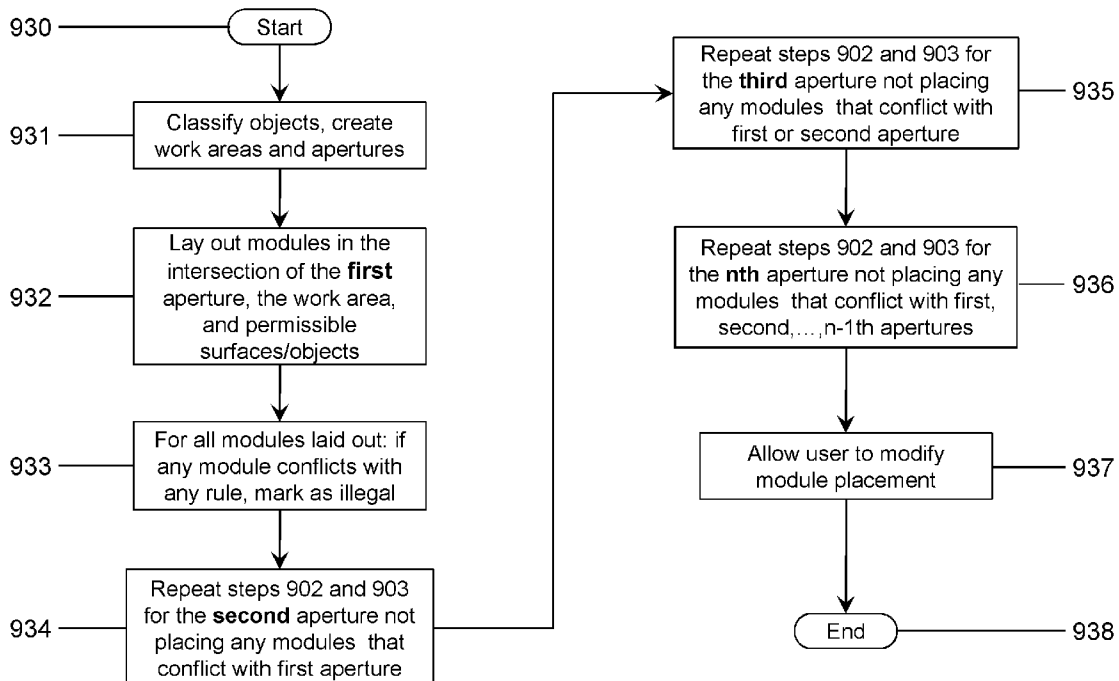 930
Start
931
Classify objects, create
work areas and apertures
932
Lay out modules in the
intersection of the first
aperture, the work area,
and permissible
surfaces/objects
933
For all modules laid out: if
any module conflicts with
any rule, mark as illegal
934
Repeat steps 902 and 903
for the second aperture not
placing any modules that
conflict with first aperture
Repeat steps 902 and 903 for
the third aperture not placing
any modules that conflict with
first or second aperture
935
Repeat steps 902 and 903 for
the nth aperture not placing any
modules that conflict with first,
second,...,n-1th apertures
936
Allow user to modify
module placement
937
End
938